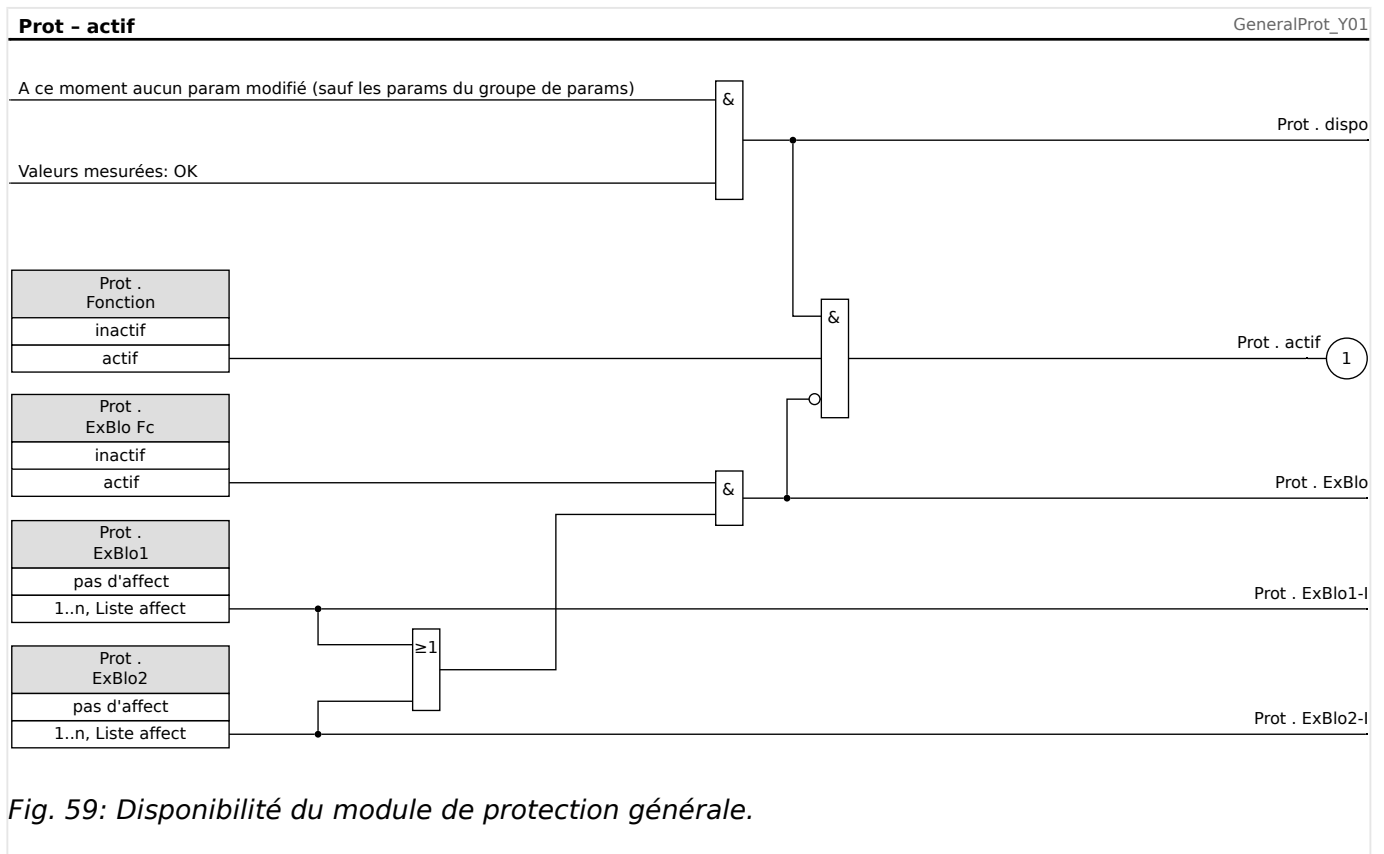 Prot – actif
GeneralProt_Y01
A ce moment aucun param modifié (sauf les params du groupe de params)
&
Prot . dispo
Valeurs mesurées: OK
Prot .
Fonction
inactif
actif
&
Prot . actif
1
Prot .
ExBlo Fc
inactif
actif
&
Prot . ExBlo
Prot .
ExBlo1
pas d'affect
1..n, Liste affect
Prot . ExBlo1-I
≥1
Prot .
ExBlo2
pas d'affect
1..n, Liste affect
Prot . ExBlo2-I
Fig. 59: Disponibilité du module de protection générale.